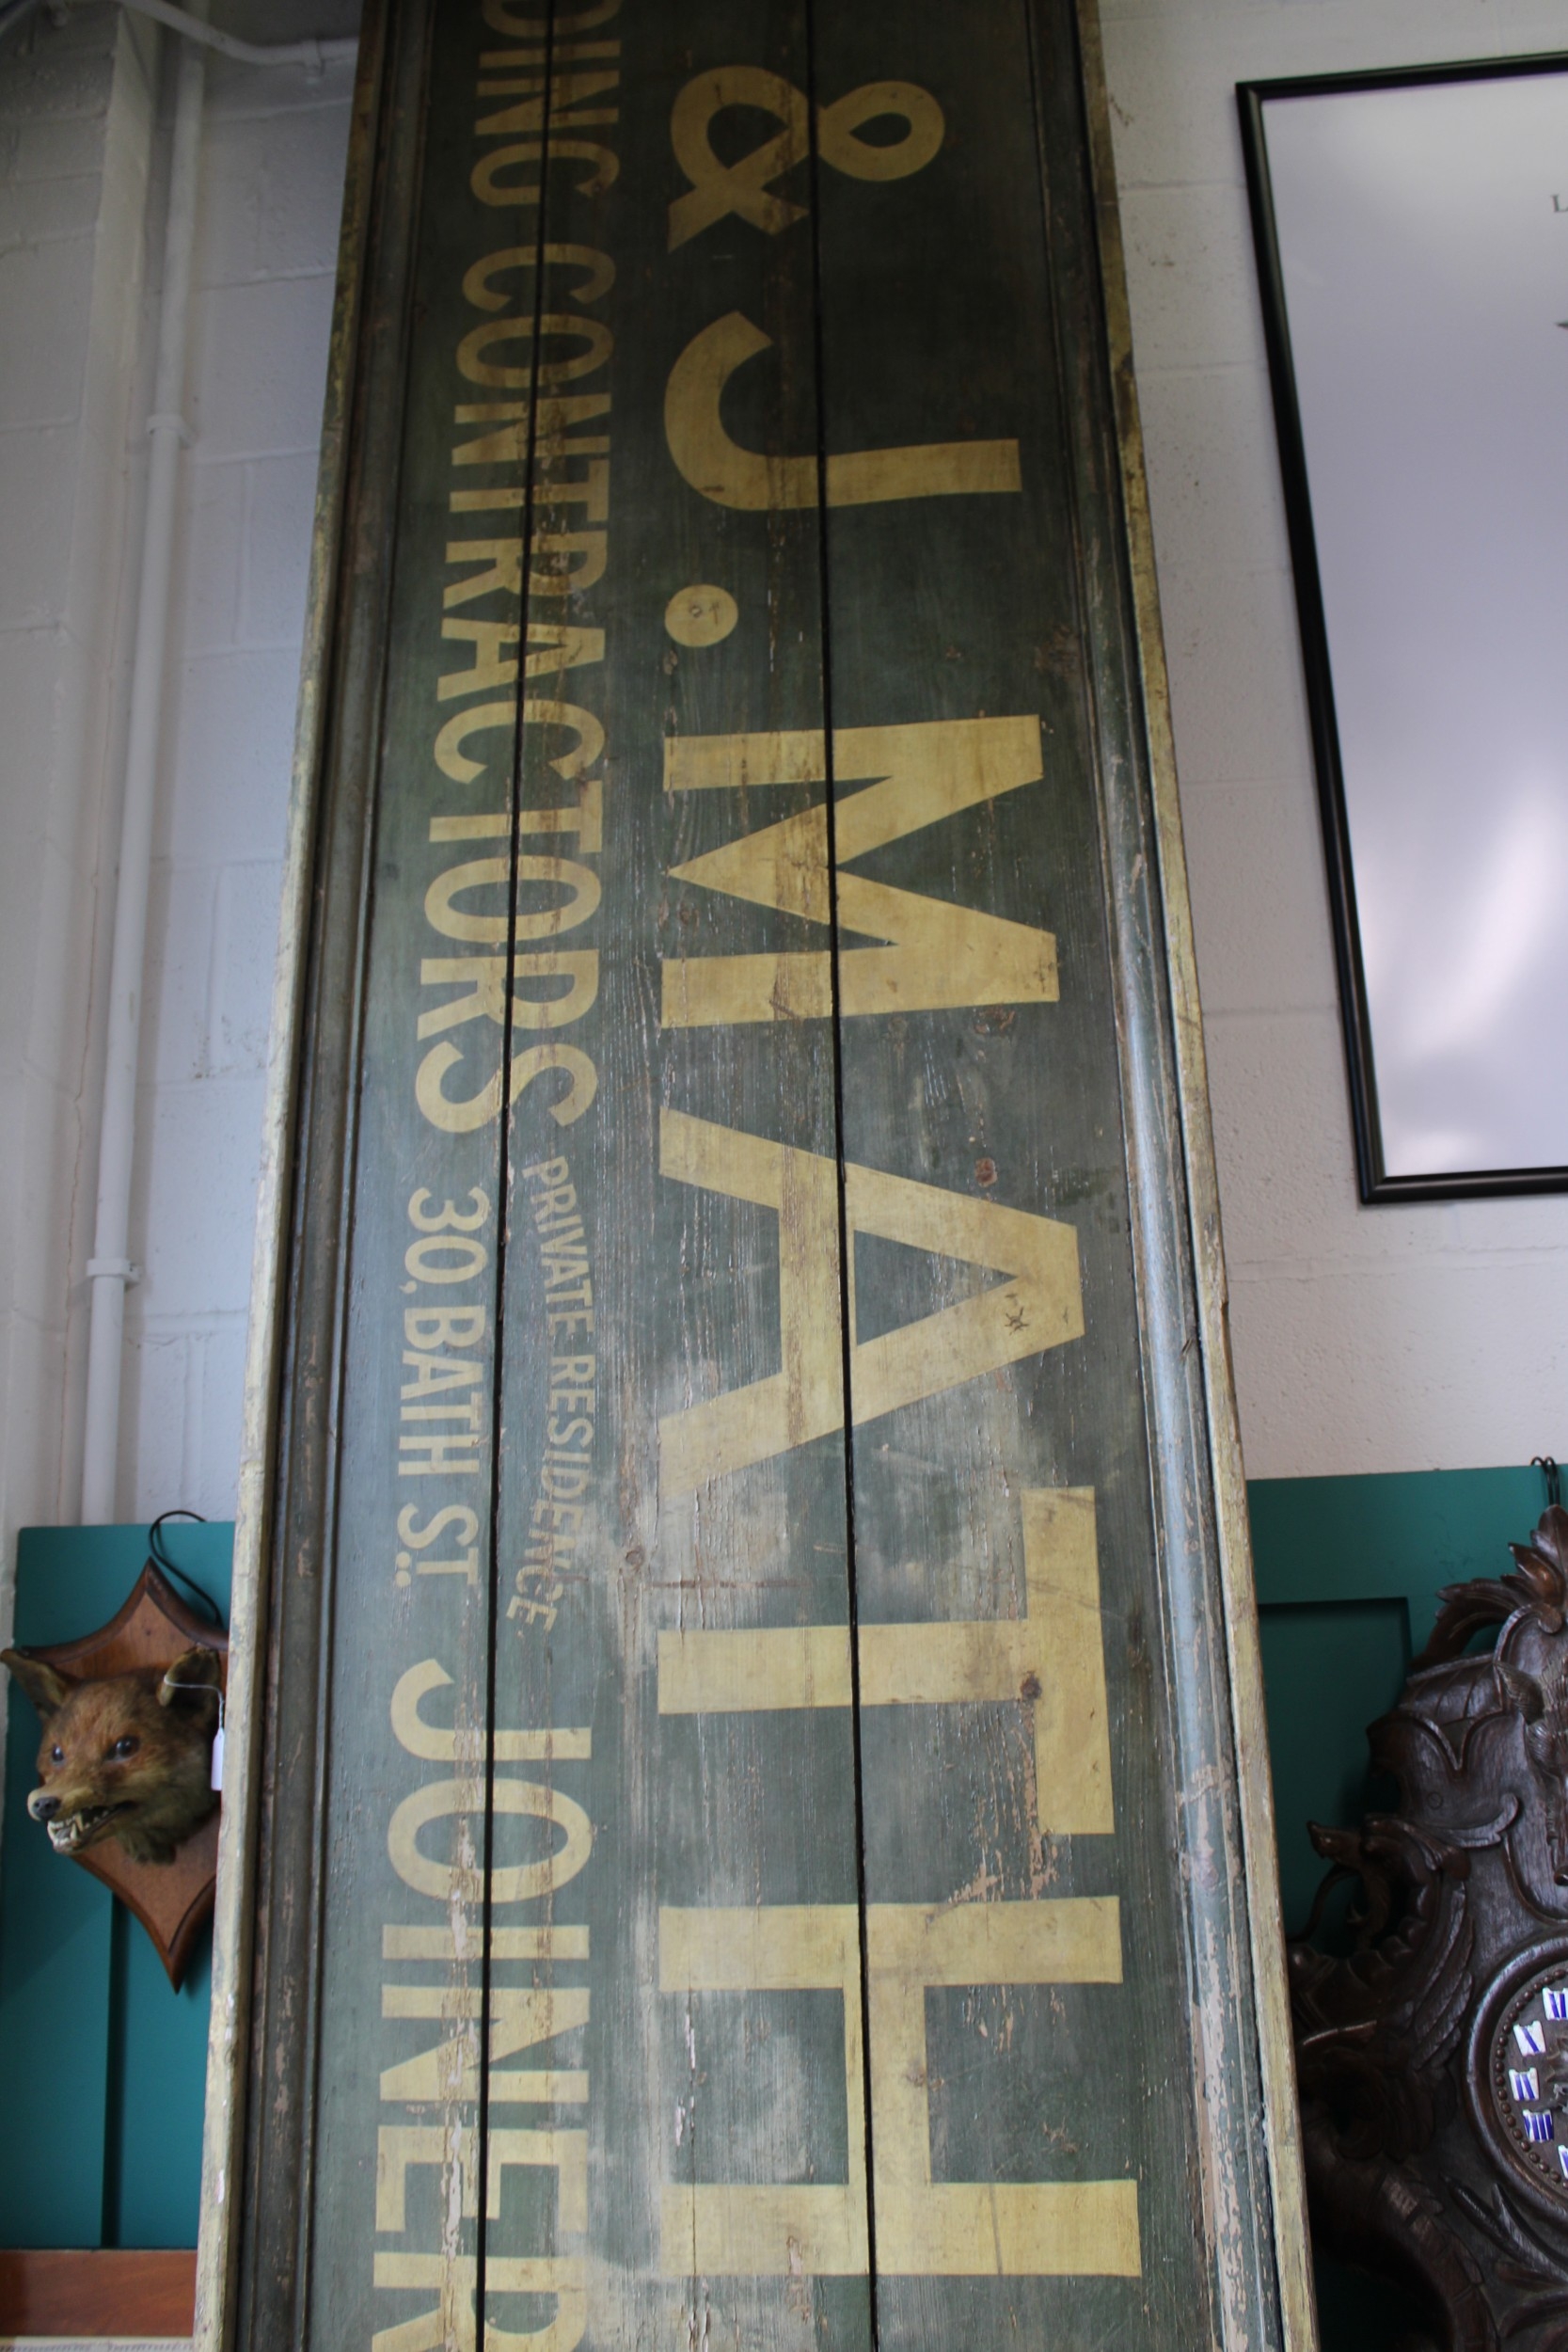 & J. MATH
DING CONTRACTORS PRIVATE RESIDENCE. 30, BATH ST. JOINER
L